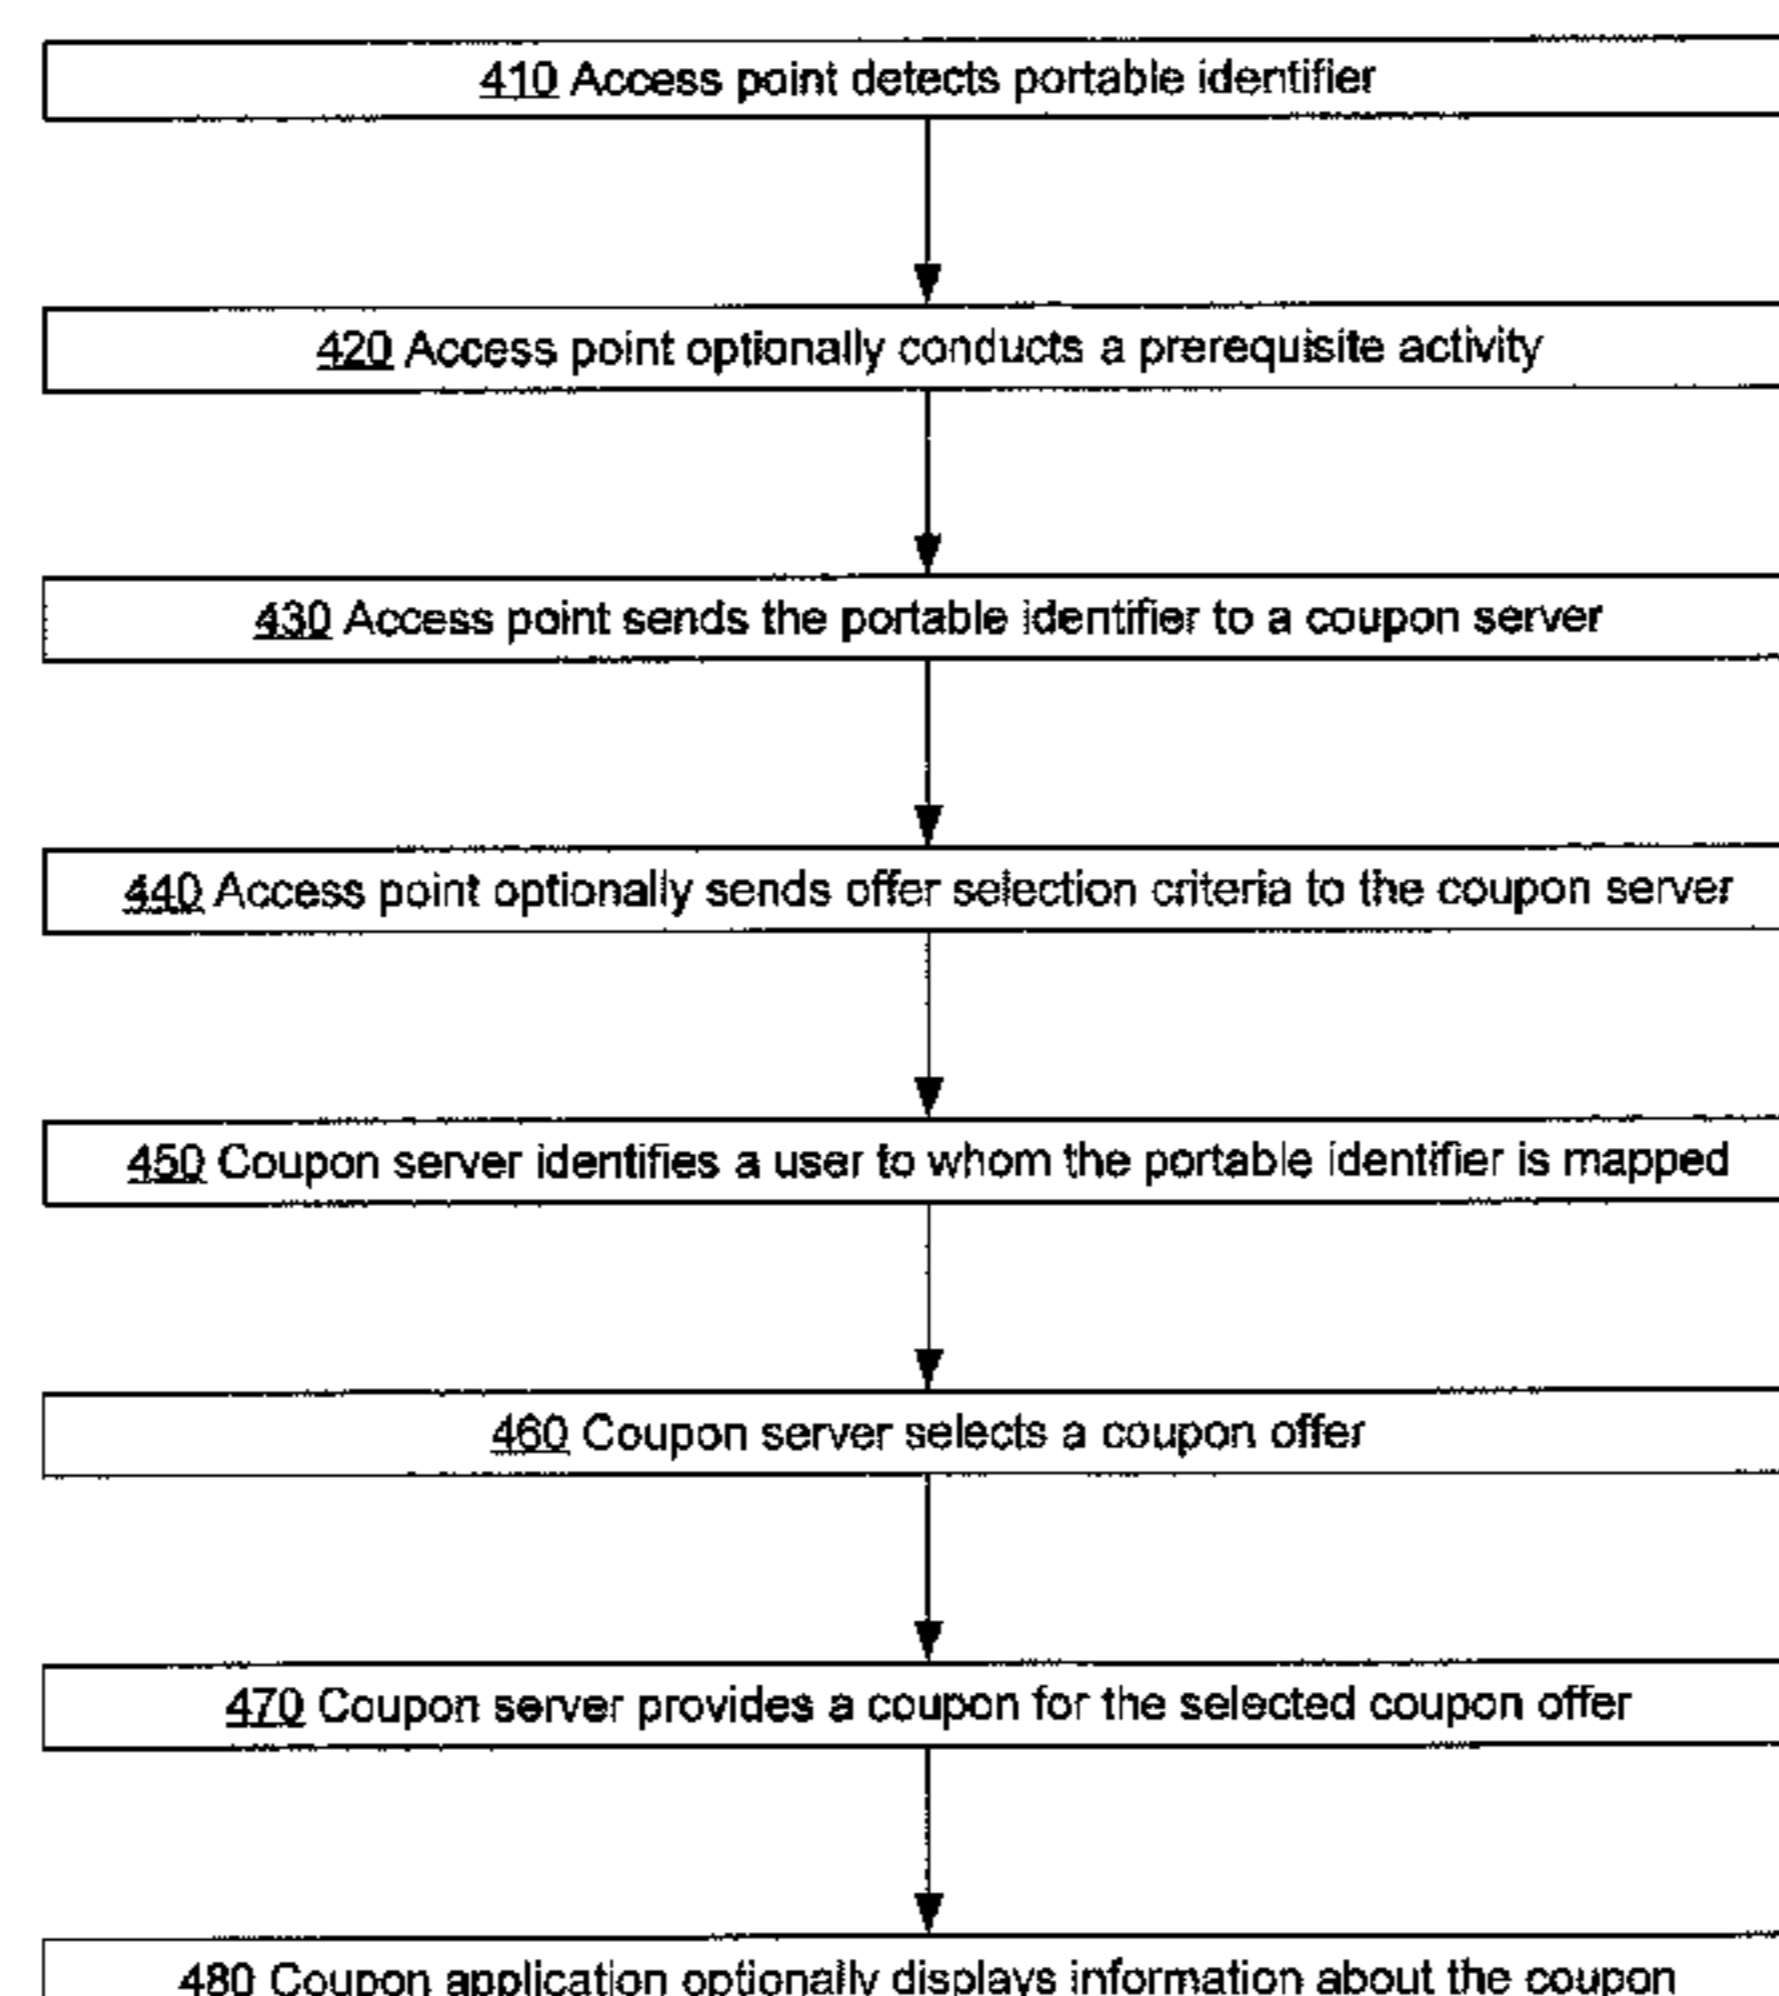 410 Access point detects portable identifier
420 Access point optionally conducts a prerequisite activity
430 Access point sends the portable identifier to a coupon server
440 Access point optionally sends offer selection criteria to the coupon server
450 Coupon server identifies a user to whom the portable identifier is mapped
460 Coupon server selects a coupon offer
470 Coupon server provides a coupon for the selected coupon offer
480 Coupon application optionally displays information about the coupon